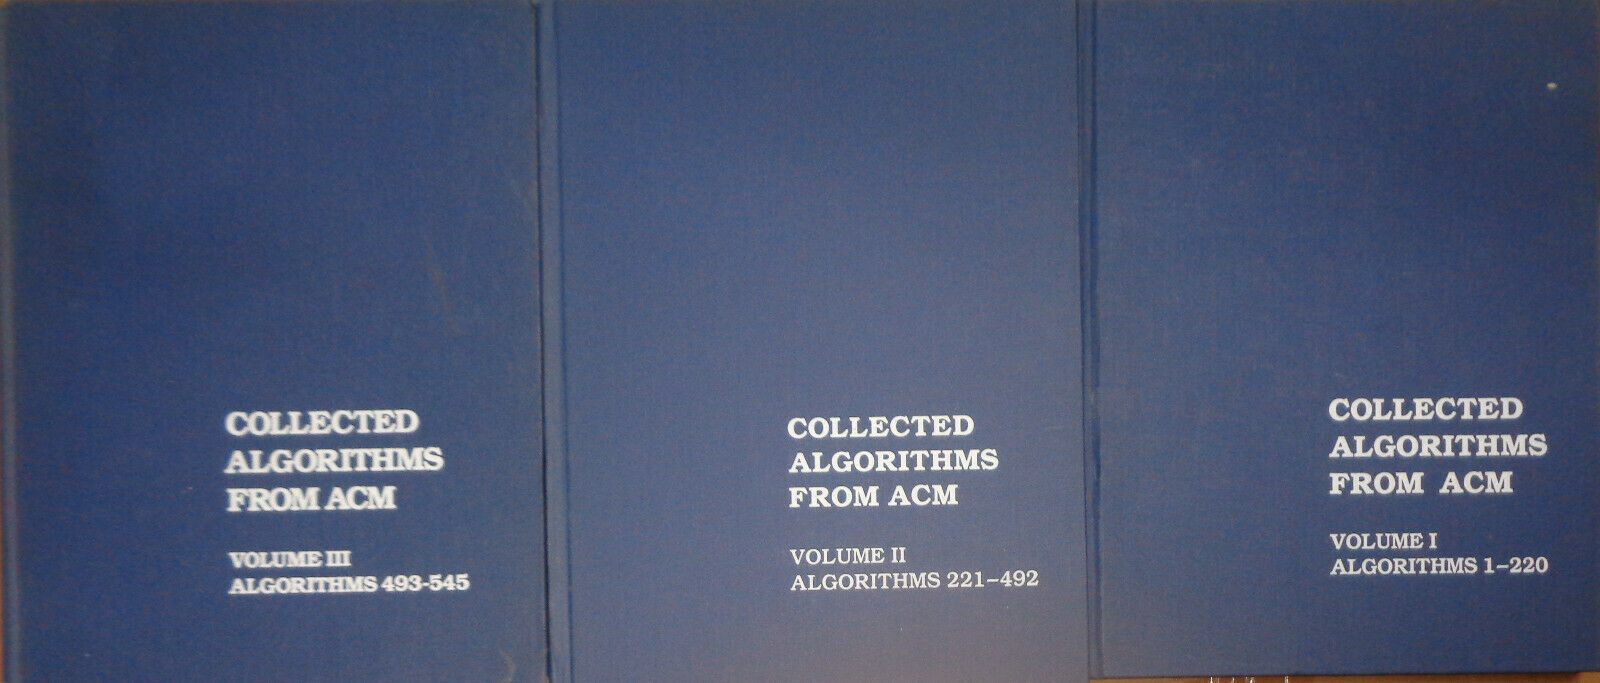 COLLECTED
ALGORITHMS
FROM ACM
VOLUME III
ALGORITHMS 493-545
COLLECTED
ALGORITHMS
FROM ACM
VOLUME II
ALGORITHMS 221–492
COLLECTED
ALGORITHMS
FROM ACM
VOLUME I
ALGORITHMS 1–220